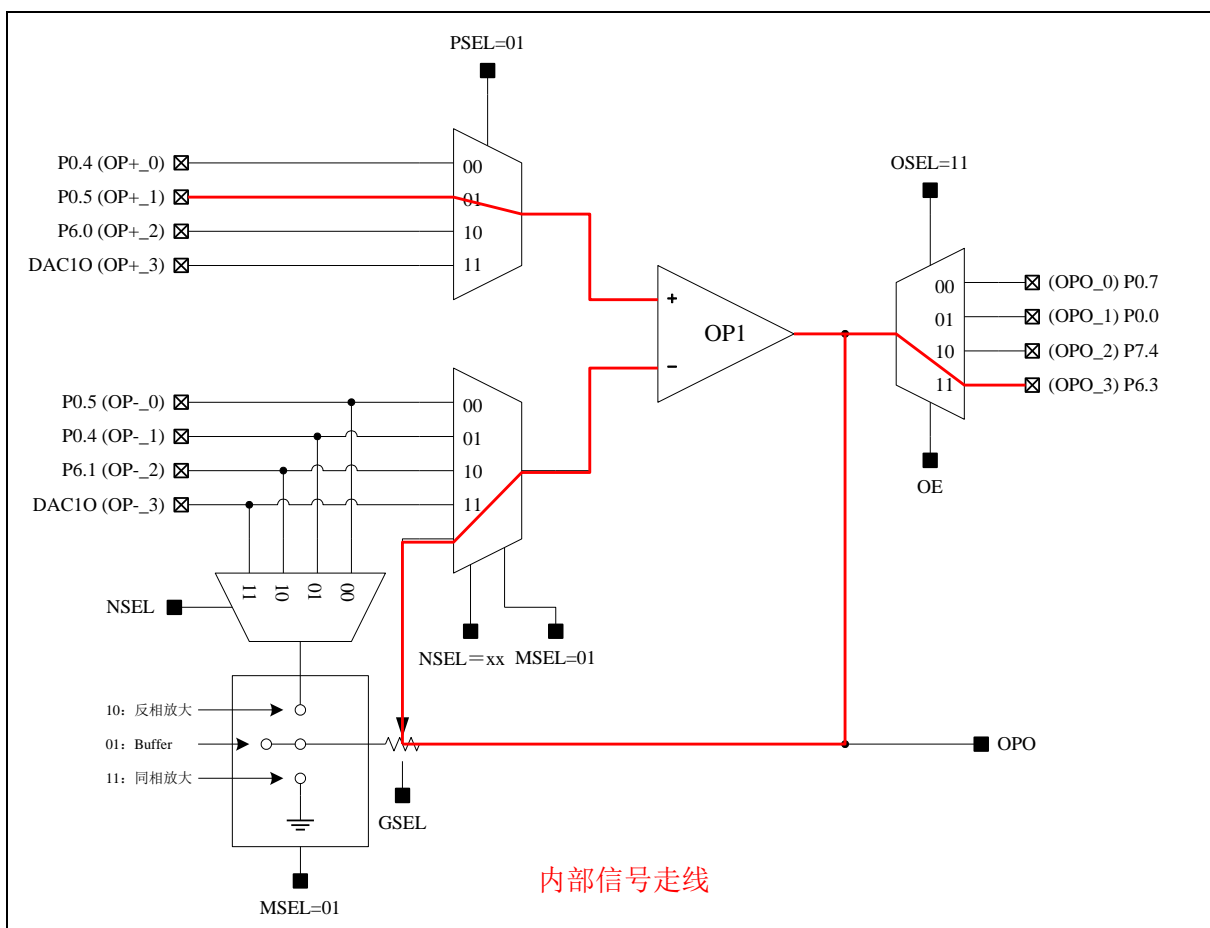 PSEL=01
P0.4 (OP+_0)
P0.5 (OP+_1)
P6.0 (OP+_2)
DAC1O (OP+_3)
00
01
10
11
OSEL=11
00
01
10
11
(OPO_0) P0.7
(OPO_1) P0.0
(OPO_2) P7.4
(OPO_3) P6.3
OE
+
OP1
−
P0.5 (OP-_0)
P0.4 (OP-_1)
P6.1 (OP-_2)
DAC1O (OP-_3)
00
01
10
11
11
10
01
00
NSEL
NSEL=xx
MSEL=01
10：反相放大
01：Buffer
11：同相放大
GSEL
OPO
MSEL=01
内部信号走线